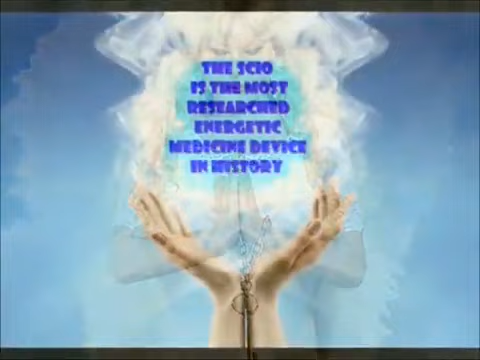 THE SCIO
IS THE MOST
RESEARCHED
ENERGETIC
MEDICINE DEVICE
IN HISTORY